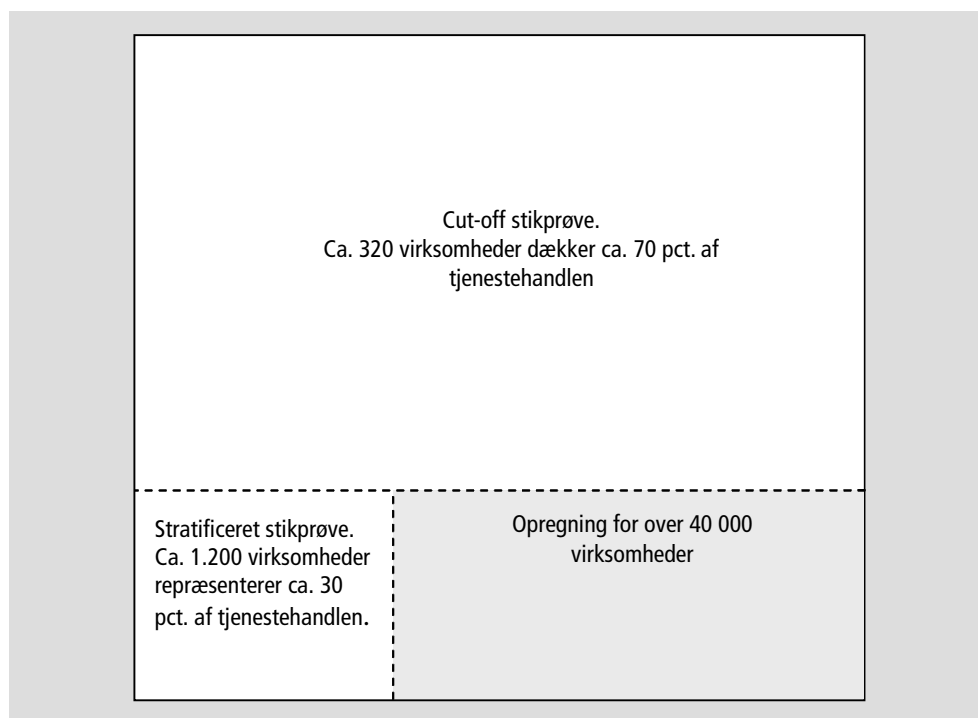 Cut-off stikprøve.
Ca. 320 virksomheder dækker ca. 70 pct. af
tjenestehandlen
Stratificeret stikprøve.
Ca. 1.200 virksomheder
repræsenterer ca. 30
pct. af tjenestehandlen.
Opregning for over 40 000
virksomheder